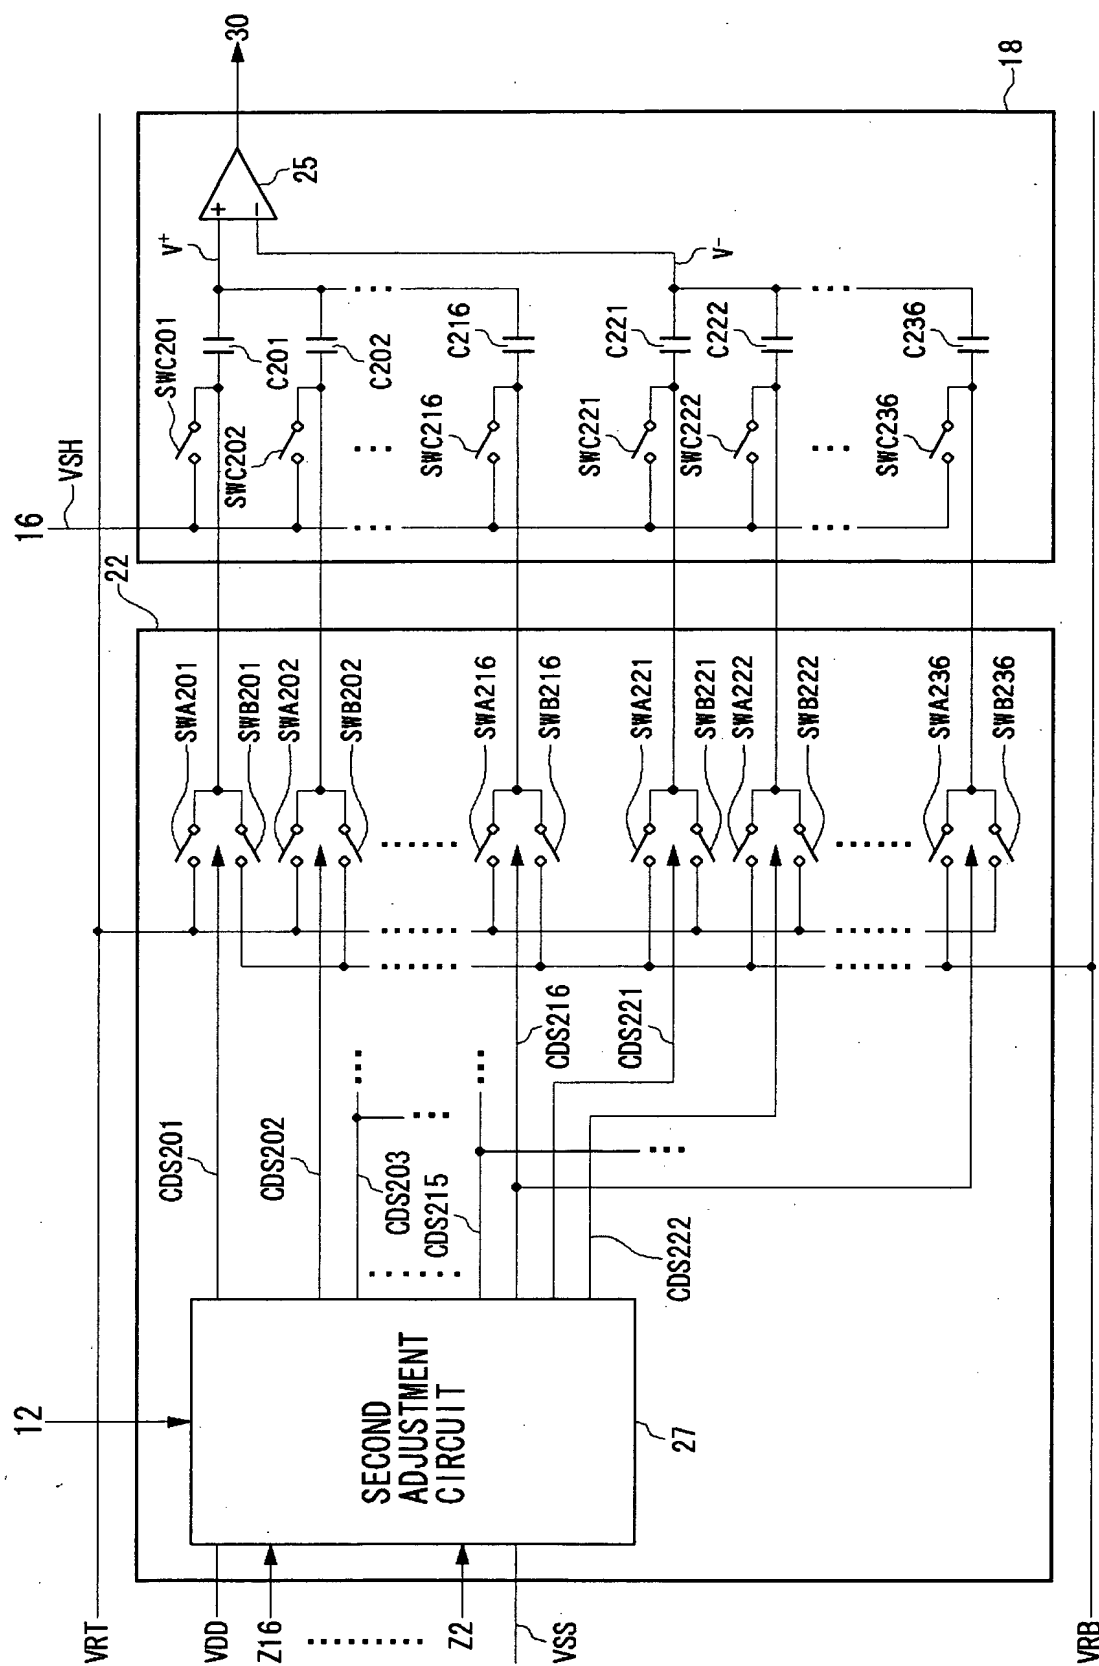 VRT
VDD
Z16
Z2
VSS
VRB
12
SECOND
ADJUSTMENT
CIRCUIT
27
CDS201
CDS202
CDS203
CDS215
CDS216
CDS221
CDS222
22
SWA201
SWB201
SWA202
SWB202
SWA216
SWB216
SWA221
SWB221
SWA222
SWB222
SWA236
SWB236
16
VSH
SWC201
SWC202
SWC216
SWC221
SWC222
SWC236
C201
C202
C216
C221
C222
C236
V+
V-
+
-
25
30
18